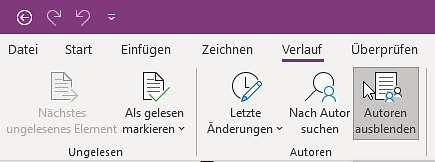 Datei Start Einfügen Zeichnen Verlauf Überprüfen
Nächstes ungelesenes Element
Als gelesen markieren
Letzte Änderungen
Nach Autor suchen
Autoren ausblenden
Ungelesen Autoren